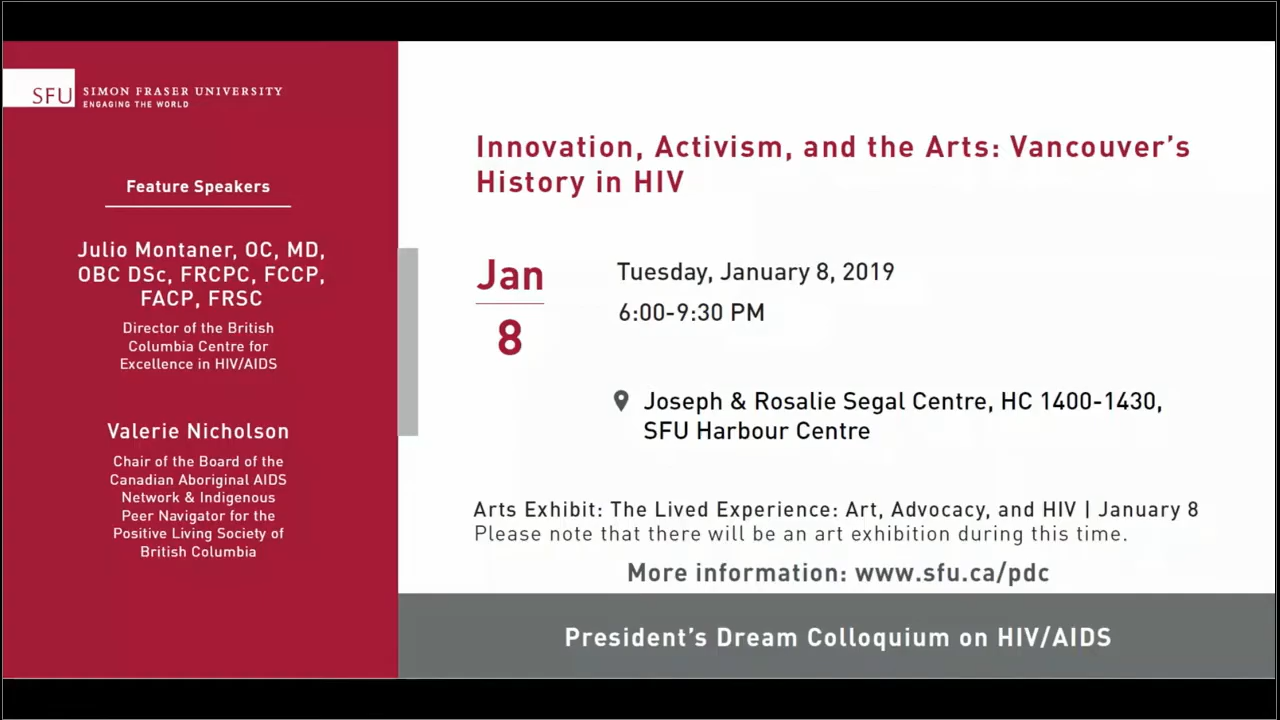 SFU SIMON FRASER UNIVERSITY
ENGAGING THE WORLD
Feature Speakers
Julio Montaner, OC, MD,
OBC DSc, FRCPC, FCCP,
FACP, FRSC
Director of the British
Columbia Centre for
Excellence in HIV/AIDS
Valerie Nicholson
Chair of the Board of the
Canadian Aboriginal AIDS
Network & Indigenous
Peer Navigator for the
Positive Living Society of
British Columbia
Innovation, Activism, and the Arts: Vancouver's
History in HIV
Jan
8
Tuesday, January 8, 2019
6:00-9:30 PM
Joseph & Rosalie Segal Centre, HC 1400-1430,
SFU Harbour Centre
Arts Exhibit: The Lived Experience: Art, Advocacy, and HIV | January 8
Please note that there will be an art exhibition during this time.
More information: www.sfu.ca/pdc
President's Dream Colloquium on HIV/AIDS